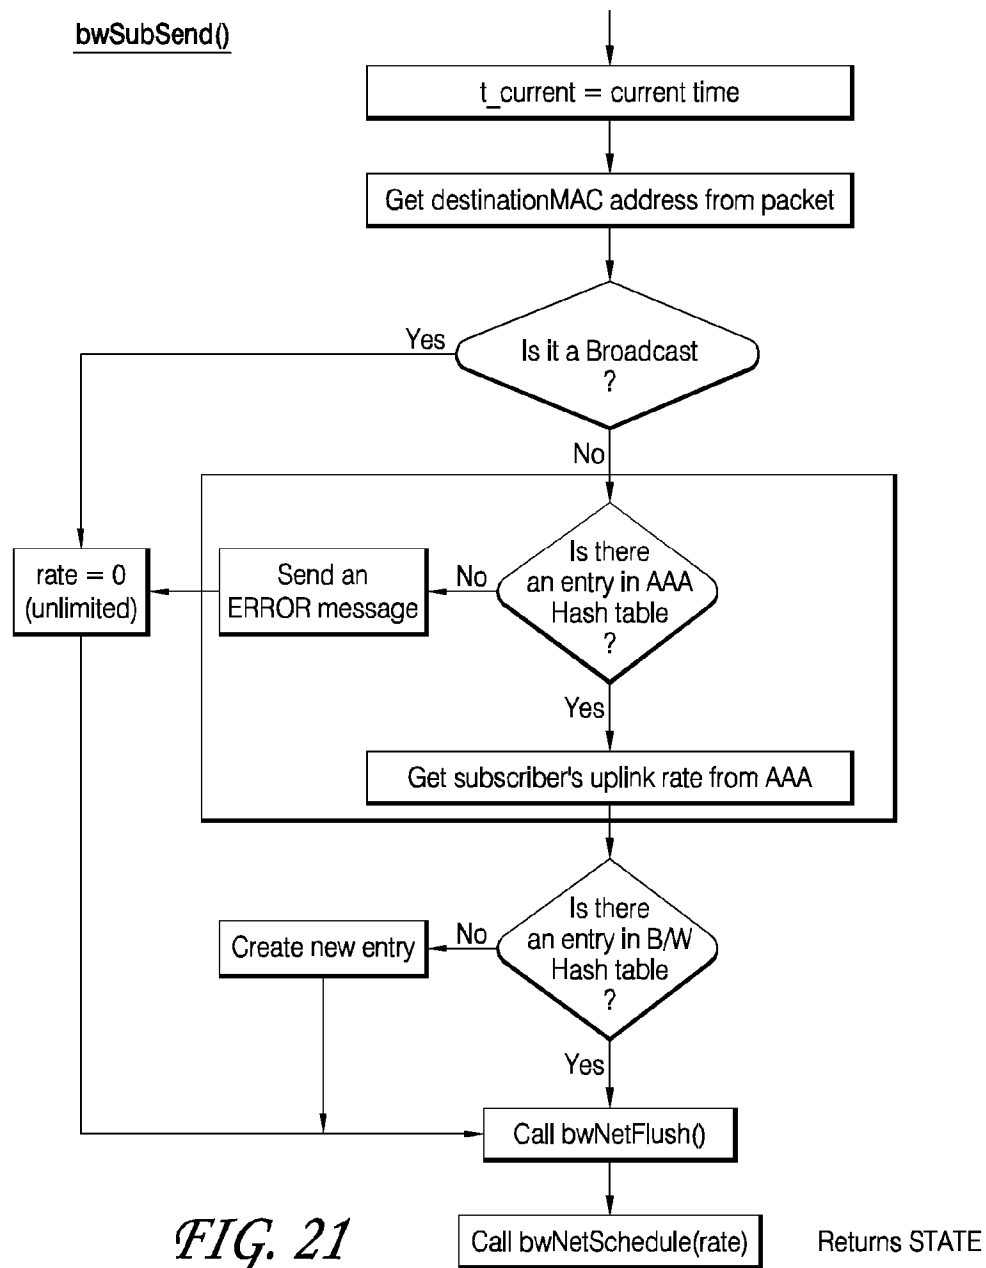 bwSubSend()
t_current = current time
Get destinationMAC address from packet
Yes
Is it a Broadcast
?
No
rate = 0
(unlimited)
Send an
ERROR message
No
Is there
an entry in AAA
Hash table
?
Yes
Get subscriber's uplink rate from AAA
Create new entry
No
Is there
an entry in B/W
Hash table
?
Yes
Call bwNetFlush()
FIG. 21
Call bwNetSchedule(rate)
Returns STATE